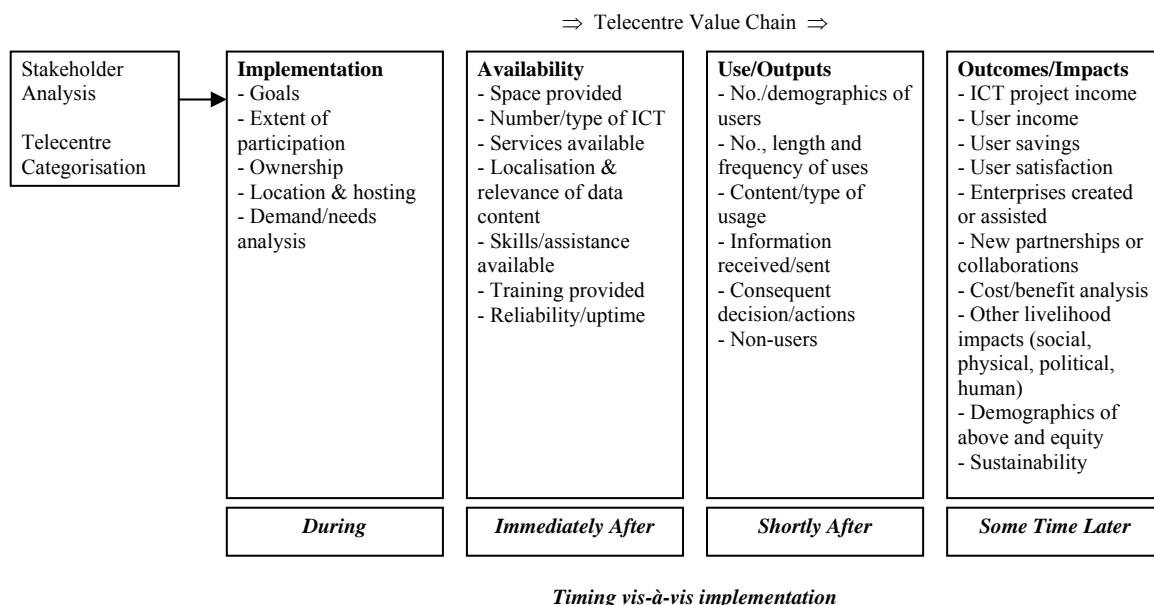 ⇒ Telecentre Value Chain ⇒
Stakeholder
Analysis
Telecentre
Categorisation
Implementation
- Goals
- Extent of
participation
- Ownership
- Location & hosting
- Demand/needs
analysis
Availability
- Space provided
- Number/type of ICT
- Services available
- Localisation &
relevance of data
content
- Skills/assistance
available
- Training provided
- Reliability/uptime
Use/Outputs
- No./demographics of
users
- No., length and
frequency of uses
- Content/type of
usage
- Information
received/sent
- Consequent
decision/actions
- Non-users
Outcomes/Impacts
- ICT project income
- User income
- User savings
- User satisfaction
- Enterprises created
or assisted
- New partnerships or
collaborations
- Cost/benefit analysis
- Other livelihood
impacts (social,
physical, political,
human)
- Demographics of
above and equity
- Sustainability
During
Immediately After
Shortly After
Some Time Later
Timing vis-à-vis implementation